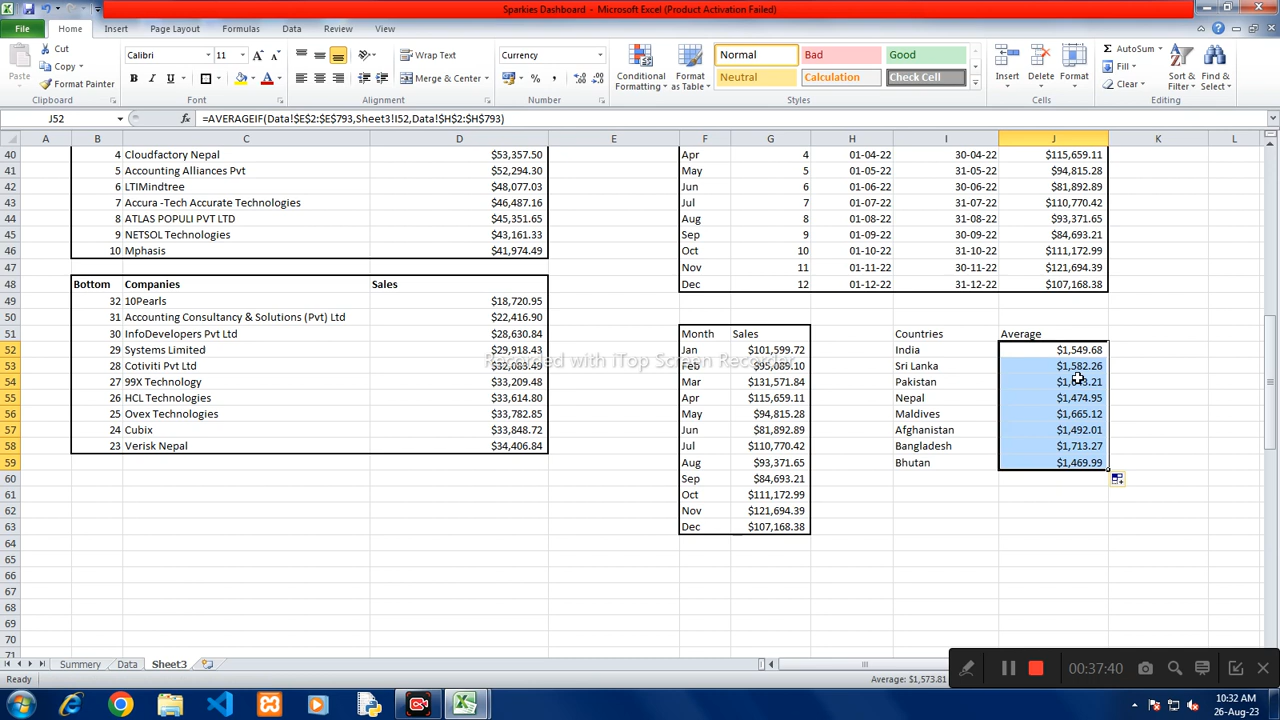 Sparkies Dashboard - Microsoft Excel (Product Activation Failed)
File Home Insert Page Layout Formulas Data Review View
Cut Calibri 11 Wrap Text Currency Normal Bad Good AutoSum
Paste Copy Conditional Formatting Format as Table Insert Delete Format Fill Sort & Filter Find & Select
Format Painter B I U Merge & Center $ % , Neutral Calculation Check Cell Clear
Clipboard Font Alignment Number Styles Cells Editing
J52 fx =AVERAGEIF(Data!$E$2:$E$793,Sheet3!I52,Data!$H$2:$H$793)
A B C D E F G H I J K L
40 4 Cloudfactory Nepal $53,357.50 Apr 4 01-04-22 30-04-22 $115,659.11
41 5 Accounting Alliances Pvt $52,294.30 May 5 01-05-22 31-05-22 $94,815.28
42 6 LTIMindtree $48,077.03 Jun 6 01-06-22 30-06-22 $81,892.89
43 7 Accura -Tech Accurate Technologies $46,487.16 Jul 7 01-07-22 31-07-22 $110,770.42
44 8 ATLAS POPULI PVT LTD $45,351.65 Aug 8 01-08-22 31-08-22 $93,371.65
45 9 NETSOL Technologies $43,161.33 Sep 9 01-09-22 30-09-22 $84,693.21
46 10 Mphasis $41,974.49 Oct 10 01-10-22 31-10-22 $111,172.99
47 Nov 11 01-11-22 30-11-22 $121,694.39
48 Bottom Companies Sales Dec 12 01-12-22 31-12-22 $107,168.38
49 32 10Pearls $18,720.95
50 31 Accounting Consultancy & Solutions (Pvt) Ltd $22,416.90
51 30 InfoDevelopers Pvt Ltd $28,630.84 Month Sales Countries Average
52 29 Systems Limited $29,918.43 Jan $101,599.72 India $1,549.68
Recorded with iTop Screen Recorder
53 28 Cotiviti Pvt Ltd $32,083.49 Feb $95,089.10 Sri Lanka $1,582.26
54 27 99X Technology $33,209.48 Mar $131,571.84 Pakistan
55 26 HCL Technologies $33,614.80 Apr $115,659.11 Nepal $1,474.95
56 25 Ovex Technologies $33,782.85 May $94,815.28 Maldives $1,665.12
57 24 Cubix $33,848.72 Jun $81,892.89 Afghanistan $1,492.01
58 23 Verisk Nepal $34,406.84 Jul $110,770.42 Bangladesh $1,713.27
59 Aug $93,371.65 Bhutan $1,469.99
60 Sep $84,693.21
61 Oct $111,172.99
62 Nov $121,694.39
63 Dec $107,168.38
64
65
66
67
68
69
70
71
Summary Data Sheet3
Ready Average: $1,573.81
00:37:40
10:32 AM
26-Aug-23